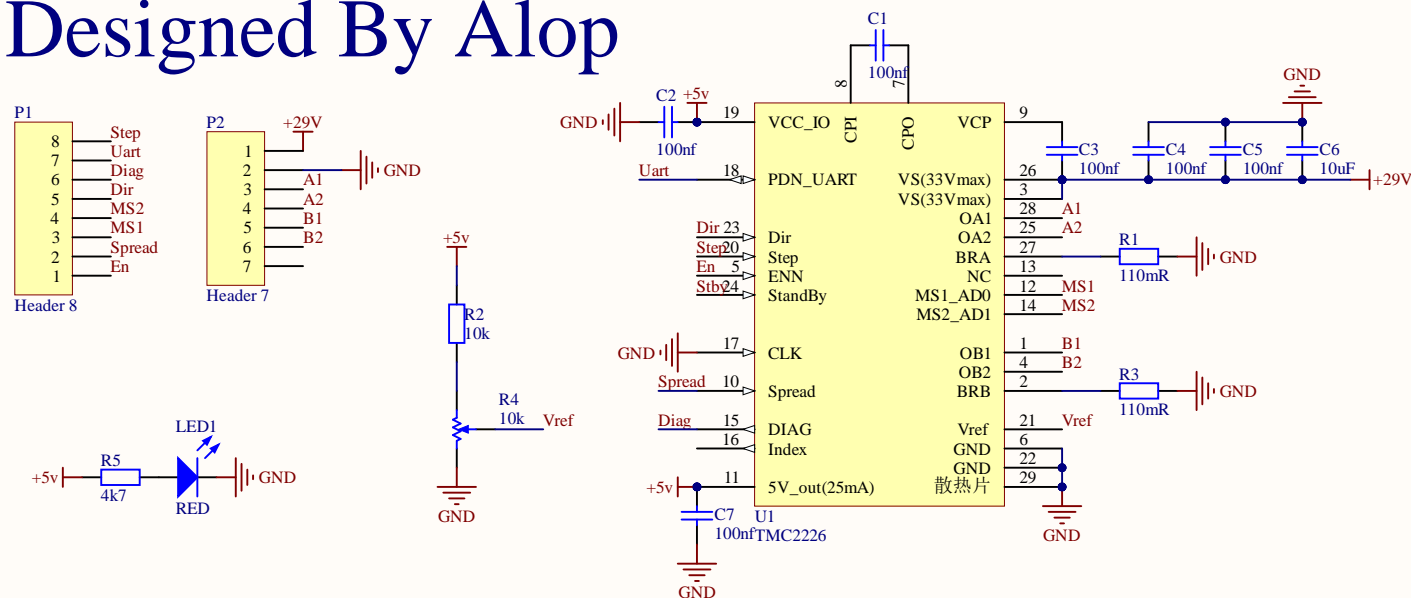 Designed By Alop
P1
8 Step
7 Uart
6 Diag
5 Dir
4 MS2
3 MS1
2 Spread
1 En
Header 8
P2
+29V
1
2 GND
3 A1
4 A2
5 B1
6 B2
7
Header 7
+5v
R2
10k
R4
10k
Vref
GND
LED1
+5v
R5
4k7
RED
GND
C1
100nf
8
7
CPI
CPO
GND
C2
100nf
+5v
19 VCC_IO
Uart 18 PDN_UART
Dir 23 Dir
Step 20 Step
En 5 ENN
Stby 24 StandBy
GND 17 CLK
Spread 10 Spread
Diag 15 DIAG
16 Index
+5v 11 5V_out(25mA)
C7
100nf
GND
U1
TMC2226
VCP 9
VS(33Vmax) 26
VS(33Vmax) 3
OA1 28 A1
OA2 25 A2
BRA 27
NC 13
MS1_AD0 12 MS1
MS2_AD1 14 MS2
OB1 1 B1
OB2 4 B2
BRB 2
Vref 21 Vref
GND 6
GND 22
散热片 29
GND
C3
100nf
C4
100nf
C5
100nf
C6
10uF
GND
+29V
R1
110mR
GND
R3
110mR
GND